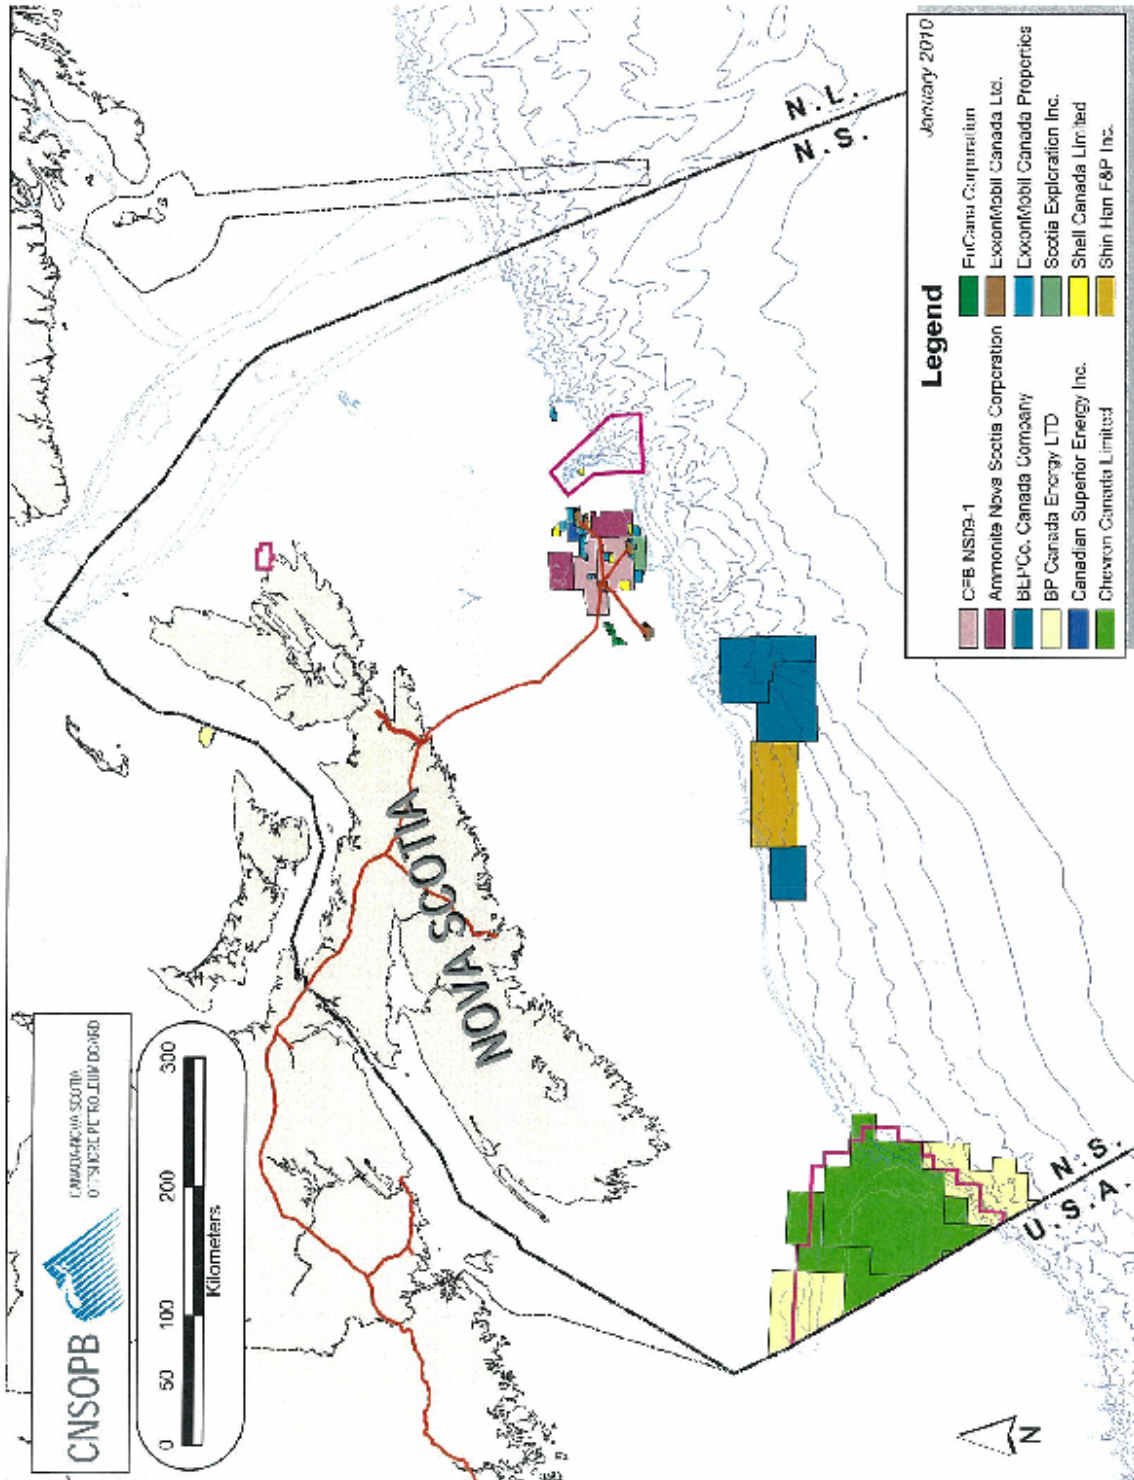 CNSOPB
CANADA-NOVA SCOTIA
OFFSHORE PETROLEUM BOARD
0 50 100 200 300
Kilometers
NOVA SCOTIA
N.L.
N.S.
N.S.
U.S.A.
N
January 2010
Legend
CFB NS09-1
Ammonite Nova Scotia Corporation
BEPCo. Canada Company
BP Canada Energy LTD
Canadian Superior Energy Inc.
Chevron Canada Limited
EnCana Corporation
ExxonMobil Canada Ltd.
ExxonMobil Canada Properties
Scotia Exploration Inc.
Shell Canada Limited
Shin Han F&P Inc.